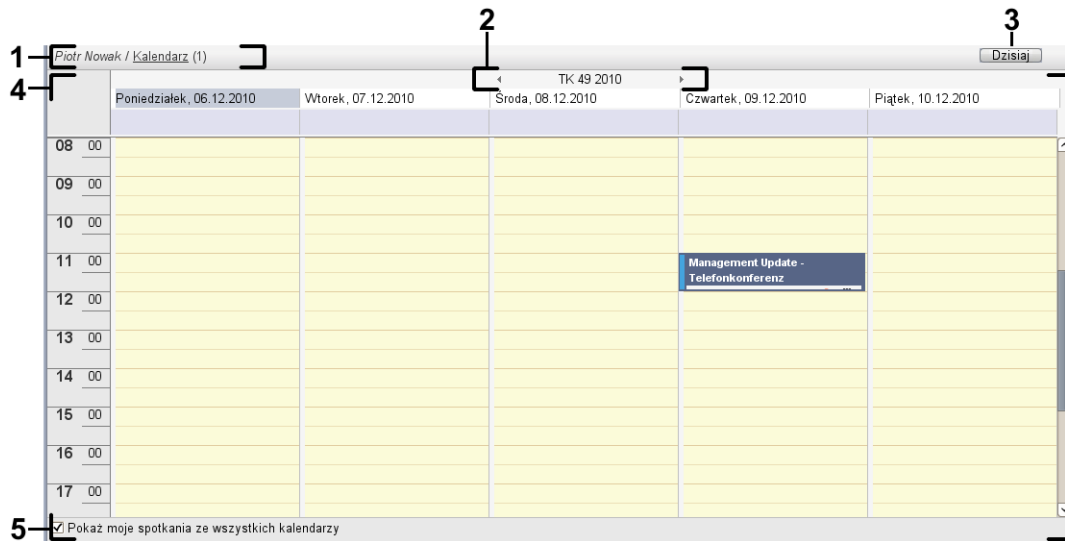 2
3
1
Piotr Nowak / Kalendarz (1)
Dzisiaj
4
TK 49 2010
Poniedziałek, 06.12.2010 Wtorek, 07.12.2010 Środa, 08.12.2010 Czwartek, 09.12.2010 Piątek, 10.12.2010
08 00
09 00
10 00
11 00
Management Update -
Telefonkonferenz
12 00
13 00
14 00
15 00
16 00
17 00
5
Pokaż moje spotkania ze wszystkich kalendarzy